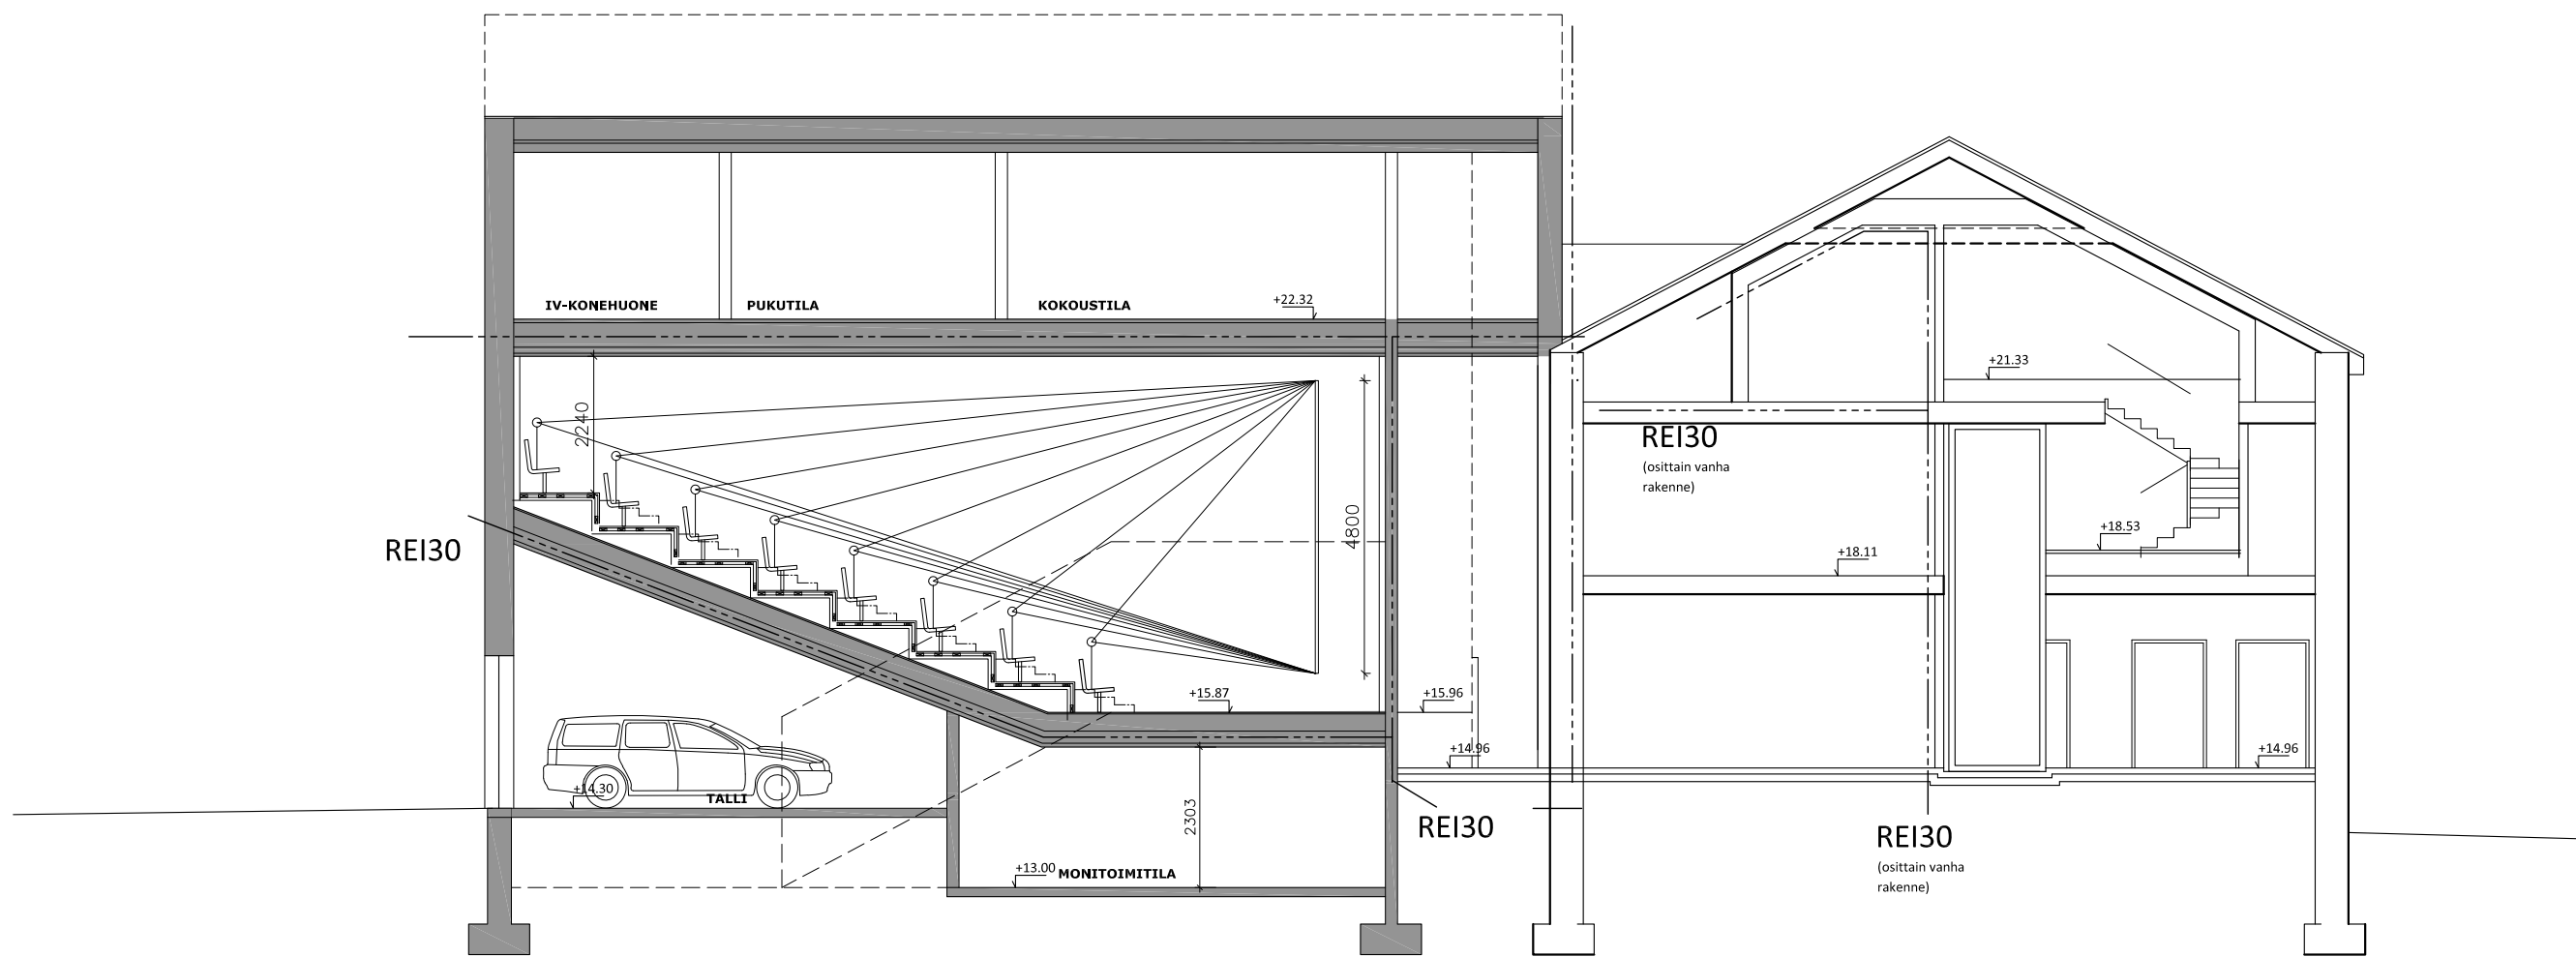 IV-KONEHUONE
PUKUTILA
KOKOUSTILA
+22.32
+21.33
2240
REI30
(osittain vanha
rakenne)
4800
REI30
+18.53
+18.11
+15.87
+15.96
+14.96
+14.96
+14.30
TALLI
2303
REI30
REI30
(osittain vanha
rakenne)
+13.00
MONITOIMITILA